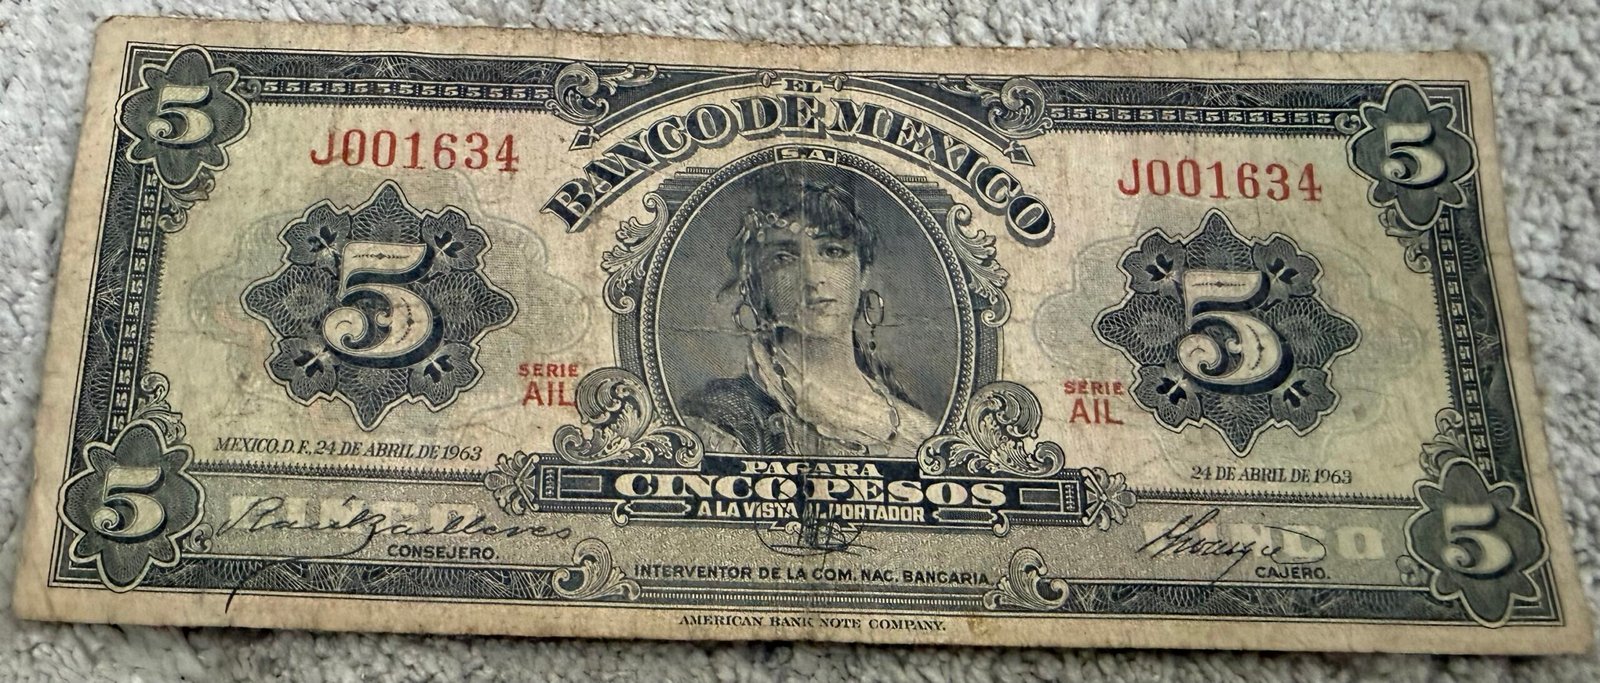 EL
BANCO DE MEXICO
S.A.
5
5
J001634
J001634
5
5
SERIE
AIL
SERIE
AIL
MEXICO, D.F., 24 DE ABRIL DE 1963
24 DE ABRIL DE 1963
PAGARA
CINCO PESOS
A LA VISTA AL PORTADOR
5
5
CONSEJERO.
CAJERO.
INTERVENTOR DE LA COM. NAC. BANCARIA.
AMERICAN BANK NOTE COMPANY.